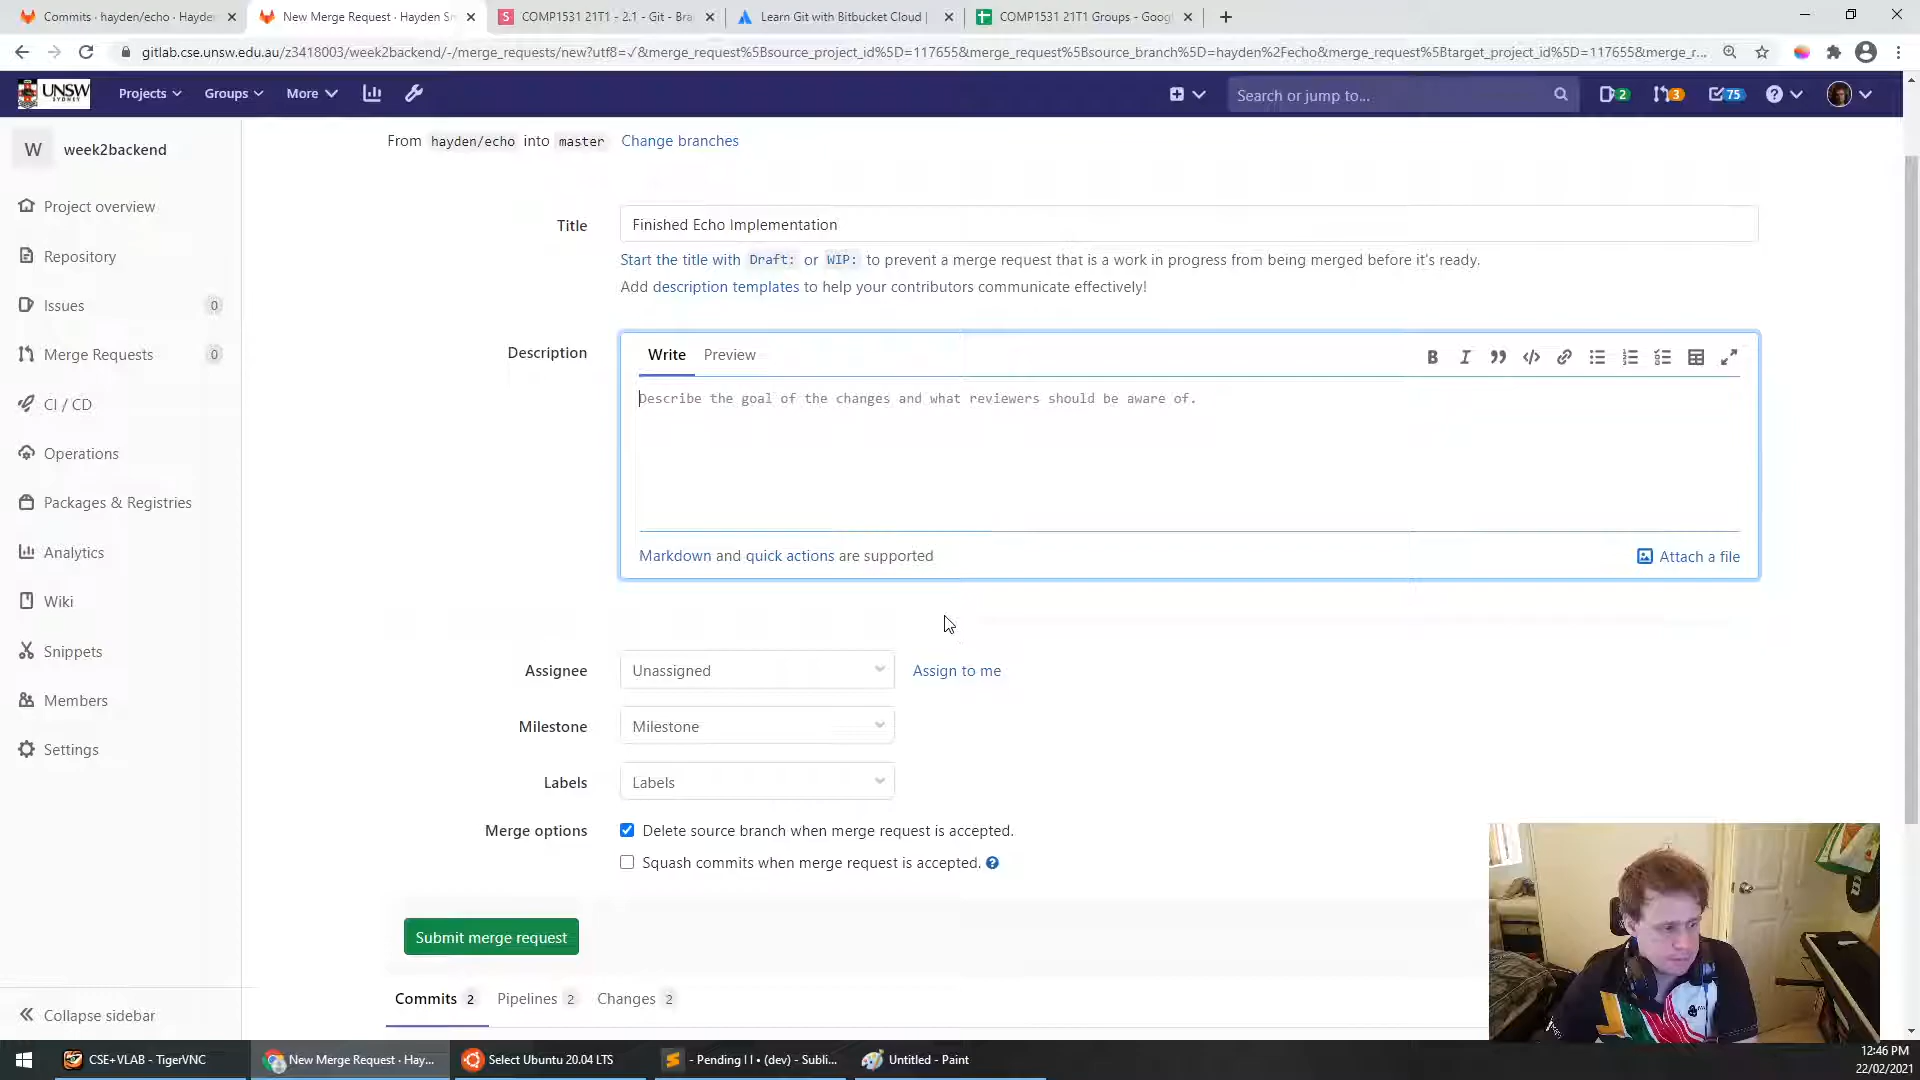 Commits · hayden/echo · Hayde
New Merge Request · Hayden Sm
COMP1531 21T1 - 2.1 - Git - Bra
Learn Git with Bitbucket Cloud |
COMP1531 21T1 Groups - Goog
gitlab.cse.unsw.edu.au/z3418003/week2backend/-/merge_requests/new?utf8=✓&merge_request%5Bsource_project_id%5D=117655&merge_request%5Bsource_branch%5D=hayden%2Fecho&merge_request%5Btarget_project_id%5D=117655&merge_r...
UNSW
SYDNEY
Projects
Groups
More
Search or jump to...
2
3
75
W week2backend
Project overview
Repository
Issues 0
Merge Requests 0
CI / CD
Operations
Packages & Registries
Analytics
Wiki
Snippets
Members
Settings
Collapse sidebar
From hayden/echo into master Change branches
Title
Finished Echo Implementation
Start the title with Draft: or WIP: to prevent a merge request that is a work in progress from being merged before it's ready.
Add description templates to help your contributors communicate effectively!
Description
Write Preview
Describe the goal of the changes and what reviewers should be aware of.
Markdown and quick actions are supported
Attach a file
Assignee
Unassigned
Assign to me
Milestone
Milestone
Labels
Labels
Merge options
Delete source branch when merge request is accepted.
Squash commits when merge request is accepted.
Submit merge request
Commits 2 Pipelines 2 Changes 2
CSE+VLAB - TigerVNC
New Merge Request · Hay...
Select Ubuntu 20.04 LTS
- Pending | | • (dev) - Subli...
Untitled - Paint
12:46 PM
22/02/2021